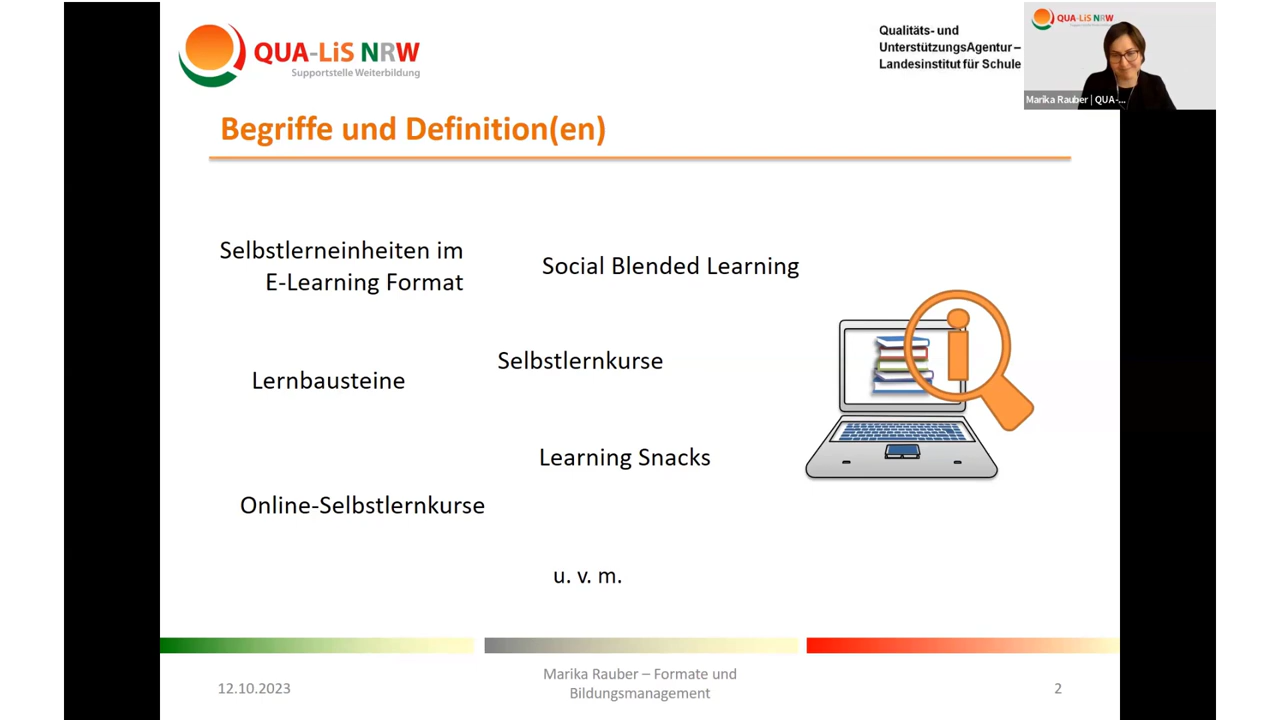 QUA-LiS NRW
Supportstelle Weiterbildung
Qualitäts- und
UnterstützungsAgentur –
Landesinstitut für Schule
QUA-LiS NRW
Marika Rauber | QUA-...
Begriffe und Definition(en)
Selbstlerneinheiten im
E-Learning Format
Social Blended Learning
Selbstlernkurse
Lernbausteine
Learning Snacks
Online-Selbstlernkurse
u. v. m.
12.10.2023
Marika Rauber – Formate und
Bildungsmanagement
2